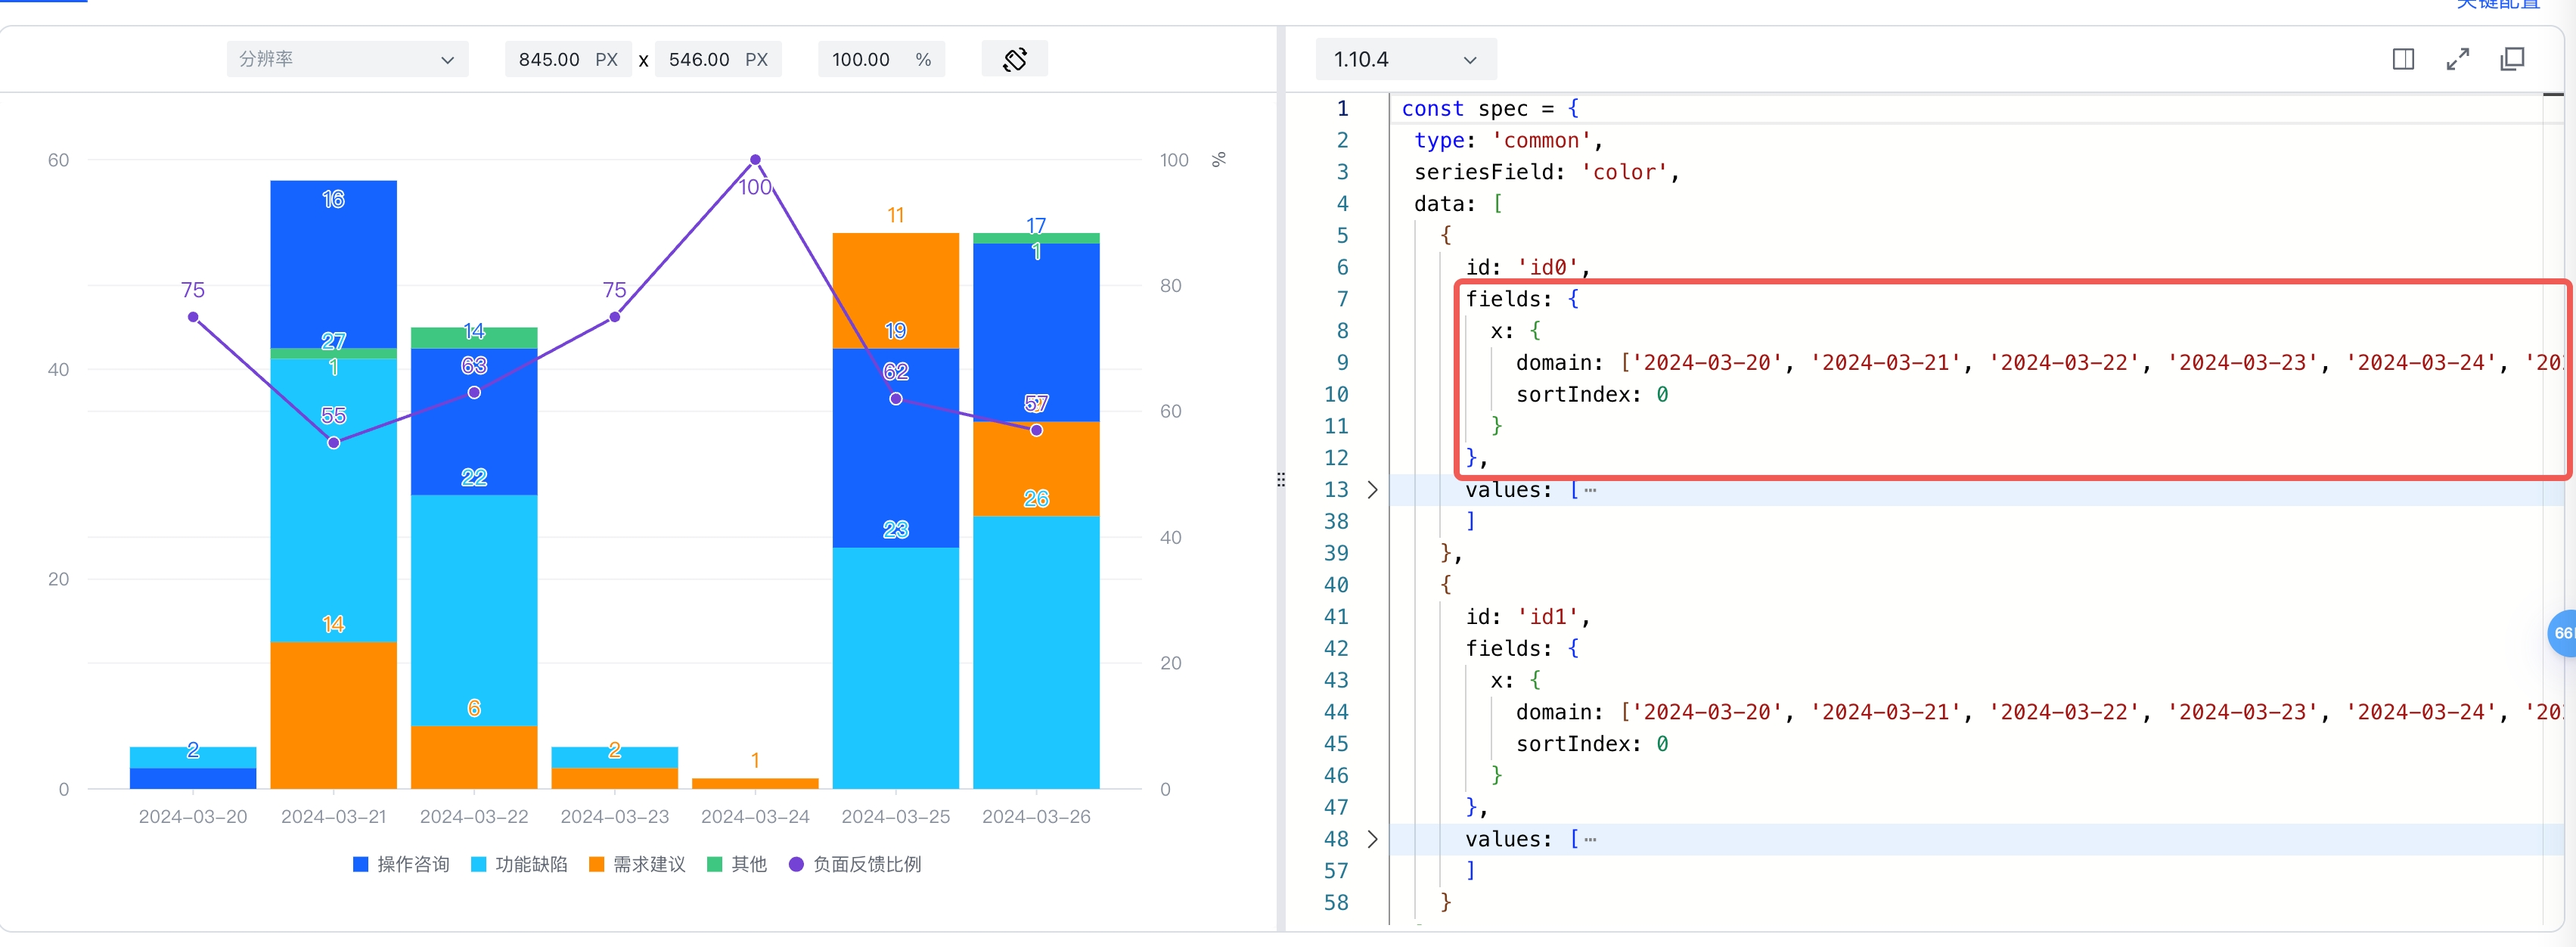 分辨率
845.00 PX x 546.00 PX
100.00 %
1.10.4
60
40
20
0
100 %
80
60
40
20
0
75
55
63
75
100
62
57
2
16
27
1
14
14
22
6
2
1
11
19
23
17
1
26
2024-03-20 2024-03-21 2024-03-22 2024-03-23 2024-03-24 2024-03-25 2024-03-26
操作咨询 功能缺陷 需求建议 其他 负面反馈比例
1 const spec = {
2 type: 'common',
3 seriesField: 'color',
4 data: [
5 {
6 id: 'id0',
7 fields: {
8 x: {
9 domain: ['2024-03-20', '2024-03-21', '2024-03-22', '2024-03-23', '2024-03-24', '20
10 sortIndex: 0
11 }
12 },
13 values: [ ⋯
38 ]
39 },
40 {
41 id: 'id1',
42 fields: {
43 x: {
44 domain: ['2024-03-20', '2024-03-21', '2024-03-22', '2024-03-23', '2024-03-24', '20
45 sortIndex: 0
46 }
47 },
48 values: [ ⋯
57 ]
58 }
66